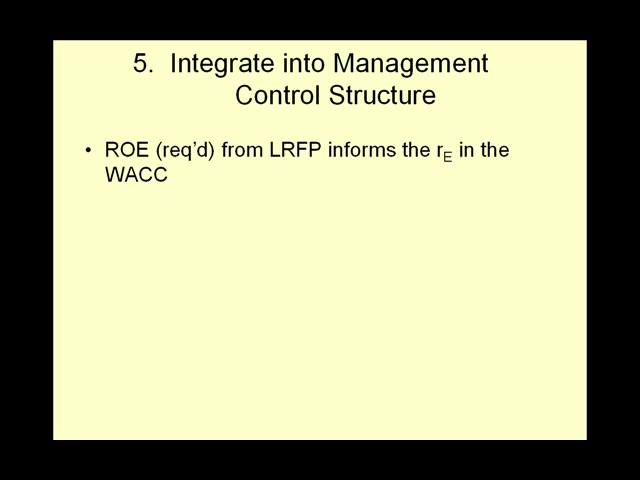 5. Integrate into Management
Control Structure
• ROE (req’d) from LRFP informs the rE in the
WACC